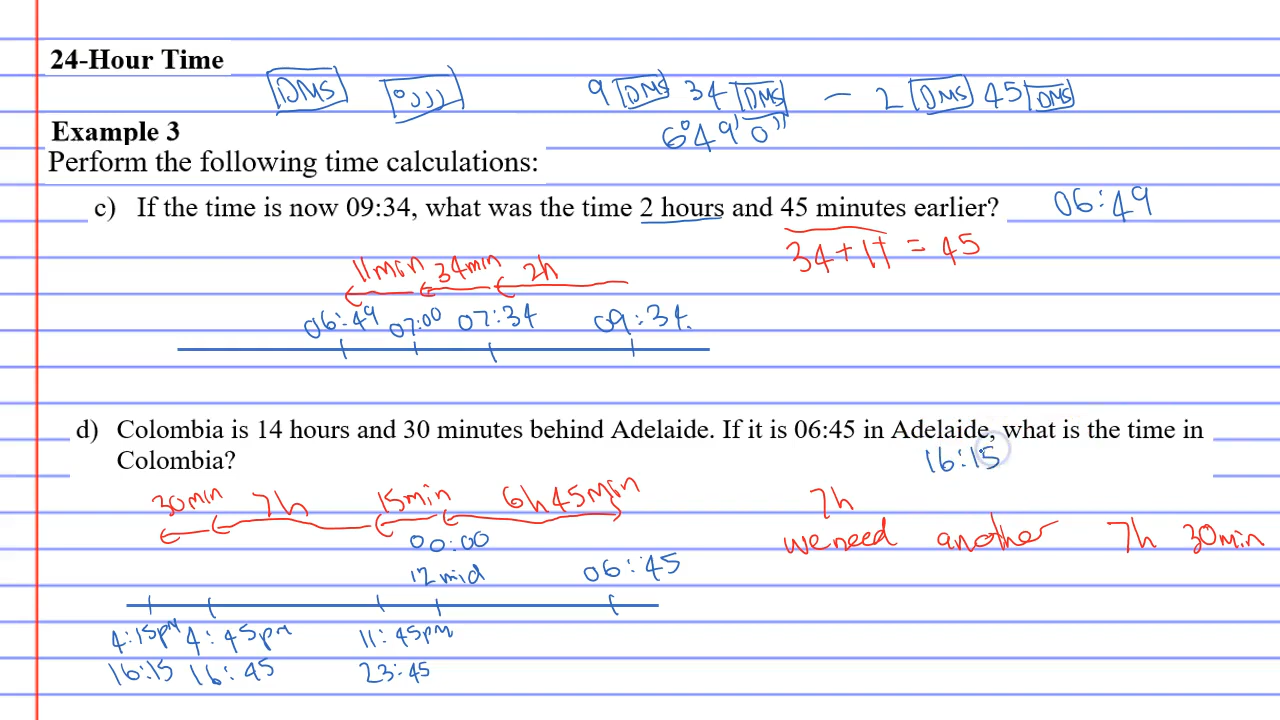 24-Hour Time
DMS °,,, 9 DMS 34 DMS − 2 DMS 45 DMS
6°49'0"
Example 3
Perform the following time calculations:
c) If the time is now 09:34, what was the time 2 hours and 45 minutes earlier? 06:49
34+11 = 45
11min 34min 2h
06:49 07:00 07:34 09:34
d) Colombia is 14 hours and 30 minutes behind Adelaide. If it is 06:45 in Adelaide, what is the time in
Colombia? 16:15
30min 7h 15min 6h45min 7h
we need another 7h 30min
00:00
12 mid 06:45
4:15pm 4:45pm 11:45pm
16:15 16:45 23:45